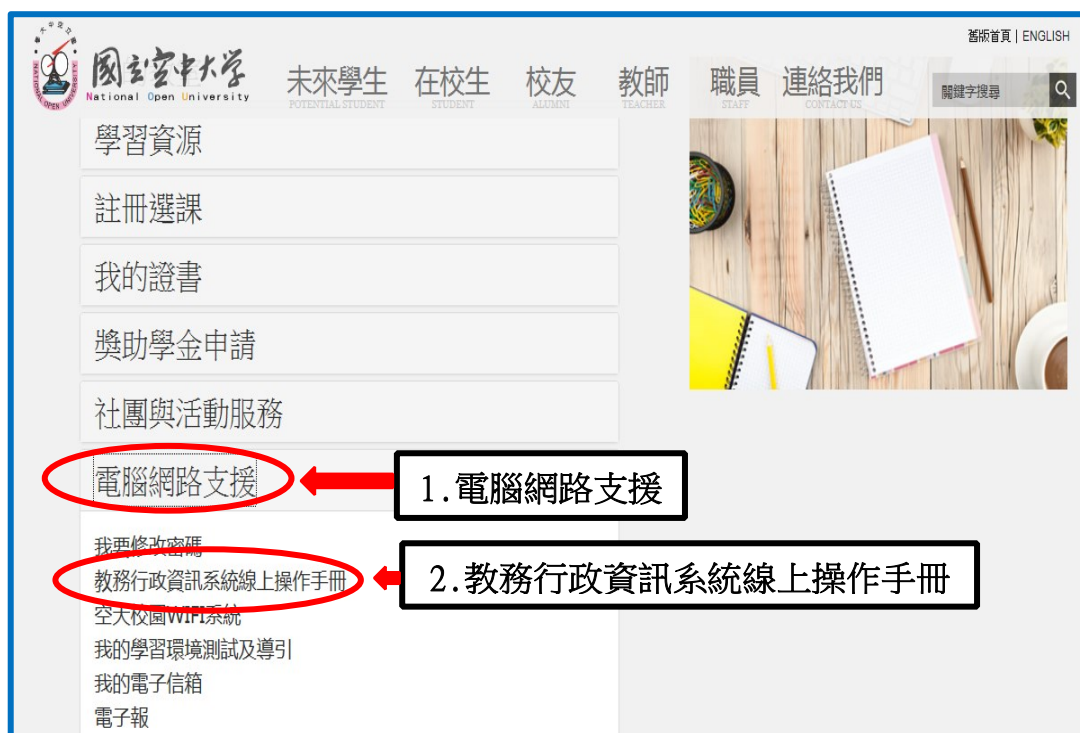 舊版首頁 | ENGLISH
國立空中大學
National Open University
NATIONAL OPEN UNIVERSITY
未來學生 在校生 校友 教師 職員 連絡我們
POTENTIAL STUDENT STUDENT ALUMNI TEACHER STAFF CONTACT US
關鍵字搜尋
學習資源
註冊選課
我的證書
獎助學金申請
社團與活動服務
電腦網路支援
1.電腦網路支援
我要修改密碼
教務行政資訊系統線上操作手冊
2.教務行政資訊系統線上操作手冊
空大校園WIFI系統
我的學習環境測試及導引
我的電子信箱
電子報